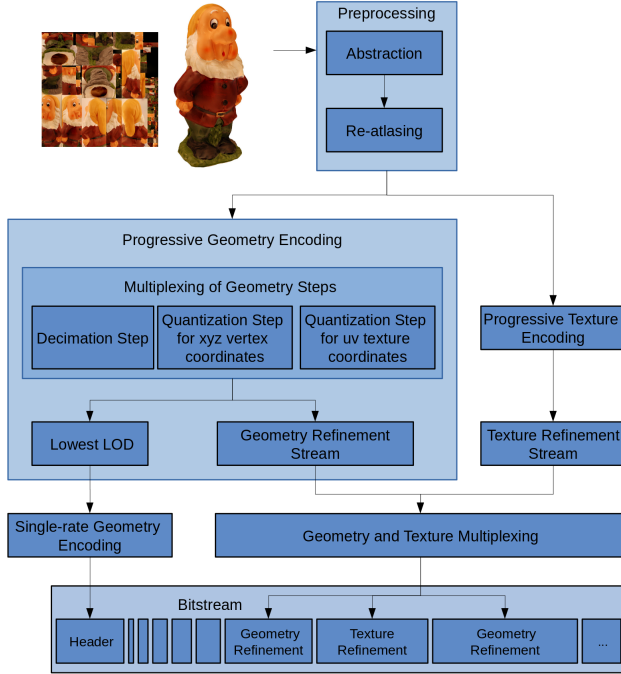 Preprocessing
Abstraction
Re-atlasing
Progressive Geometry Encoding
Multiplexing of Geometry Steps
Decimation Step
Quantization Step
for xyz vertex
coordinates
Quantization Step
for uv texture
coordinates
Progressive Texture
Encoding
Lowest LOD
Geometry Refinement
Stream
Texture Refinement
Stream
Single-rate Geometry
Encoding
Geometry and Texture Multiplexing
Bitstream
Header
Geometry
Refinement
Texture
Refinement
Geometry
Refinement
...